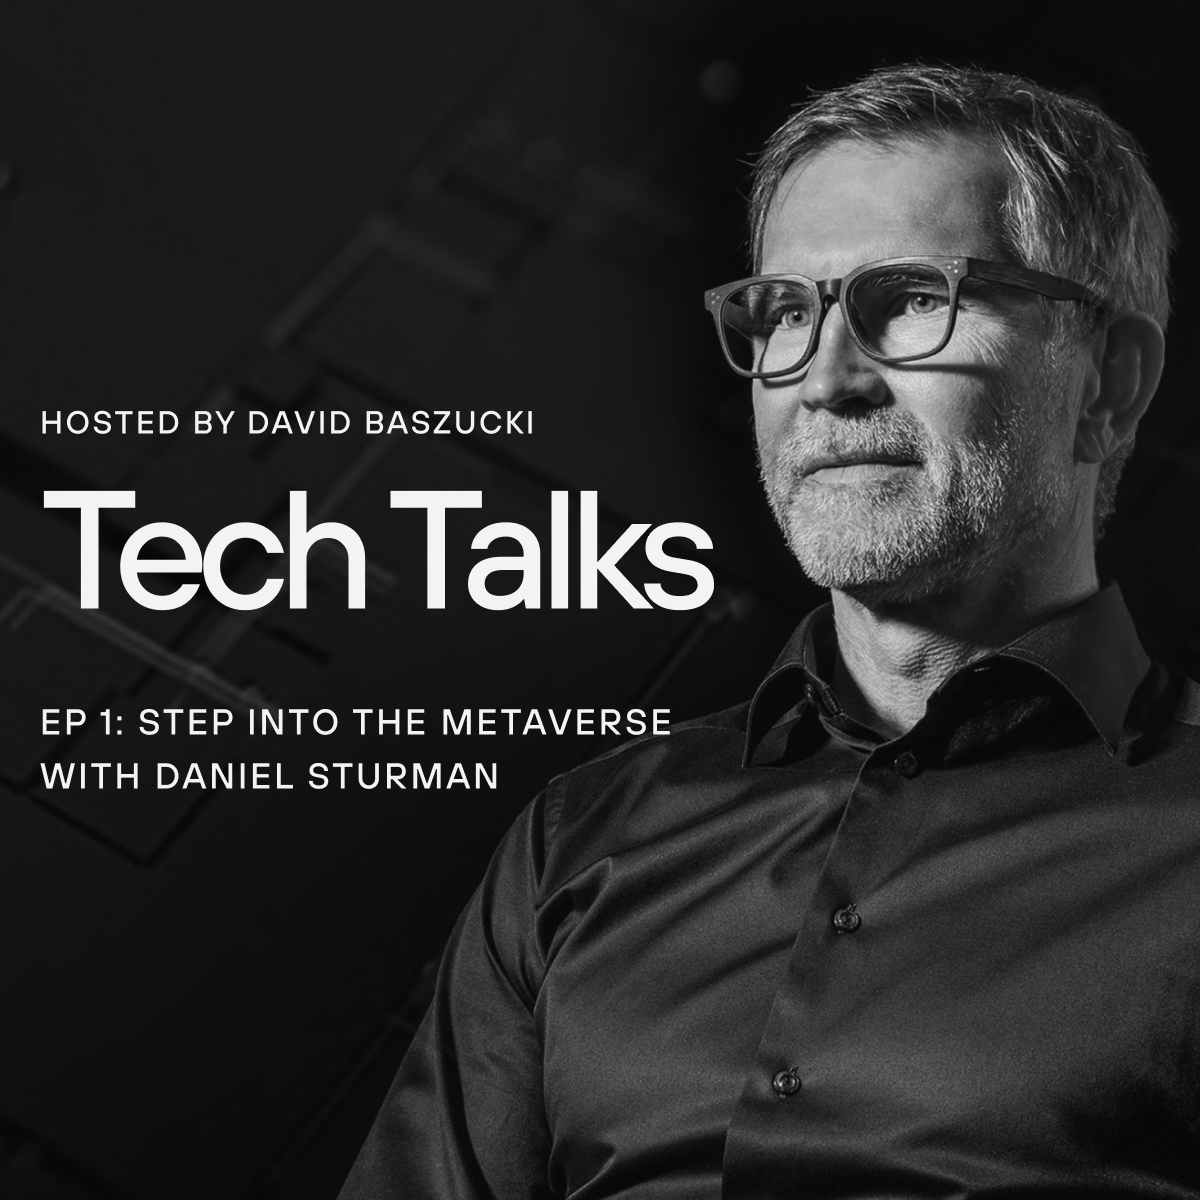 HOSTED BY DAVID BASZUCKI
Tech Talks
EP 1: STEP INTO THE METAVERSE
WITH DANIEL STURMAN